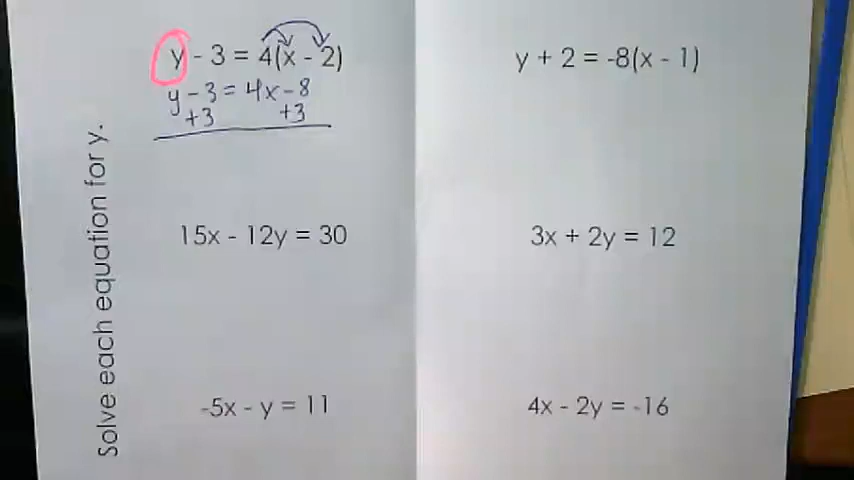 Solve each equation for y.
y - 3 = 4(x - 2)
y - 3 = 4x - 8
+3 +3
15x - 12y = 30
-5x - y = 11
y + 2 = -8(x - 1)
3x + 2y = 12
4x - 2y = -16